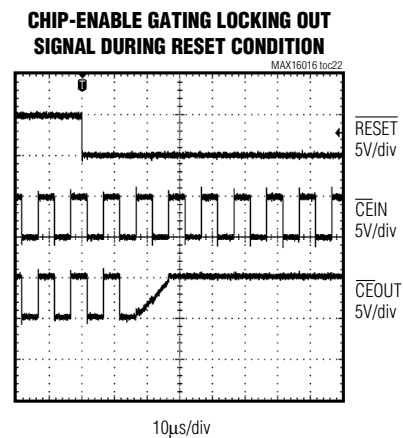 CHIP-ENABLE GATING LOCKING OUT
SIGNAL DURING RESET CONDITION
MAX16016 toc22
T
RESET
5V/div
CEIN
5V/div
CEOUT
5V/div
10μs/div